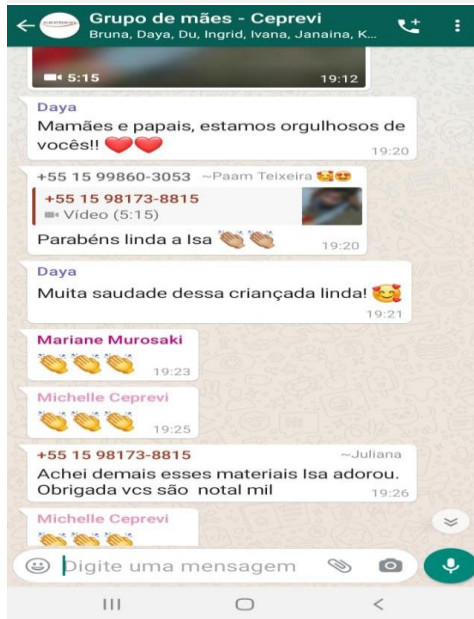 Grupo de mães - Ceprevi
Bruna, Daya, Du, Ingrid, Ivana, Janaina, K...
5:15
19:12
Daya
Mamães e papais, estamos orgulhosos de
vocês!! ❤️❤️
19:20
+55 15 99860-3053 ~Paam Teixeira 🥰😍
+55 15 98173-8815
Vídeo (5:15)
Parabéns linda a Isa 👏🏼👏🏼
19:20
Daya
Muita saudade dessa criançada linda! 🥰
19:21
Mariane Murosaki
👏👏👏 19:23
Michelle Ceprevi
👏👏👏 19:25
+55 15 98173-8815 ~Juliana
Achei demais esses materiais Isa adorou.
Obrigada vcs são notal mil
19:26
Michelle Ceprevi
👏👏👏
Digite uma mensagem